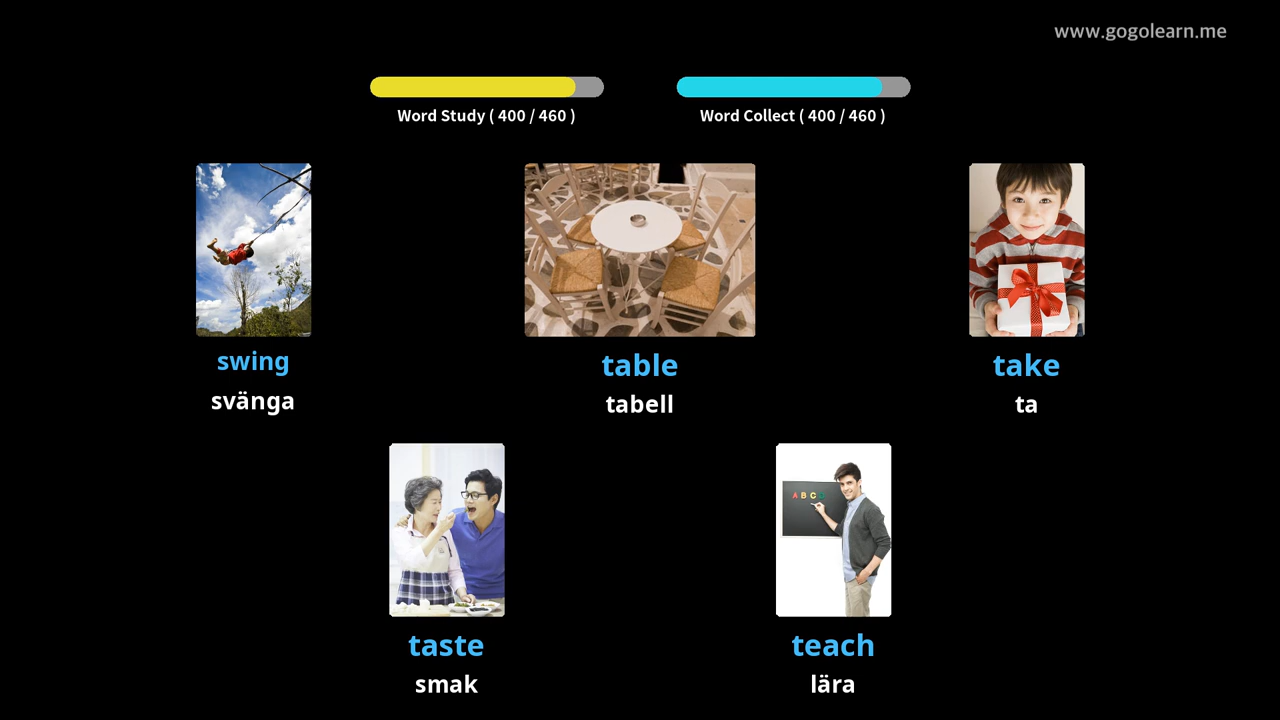 www.gogolearn.me
Word Study ( 400 / 460 )
Word Collect ( 400 / 460 )
swing
svänga
table
tabell
take
ta
taste
smak
teach
lära